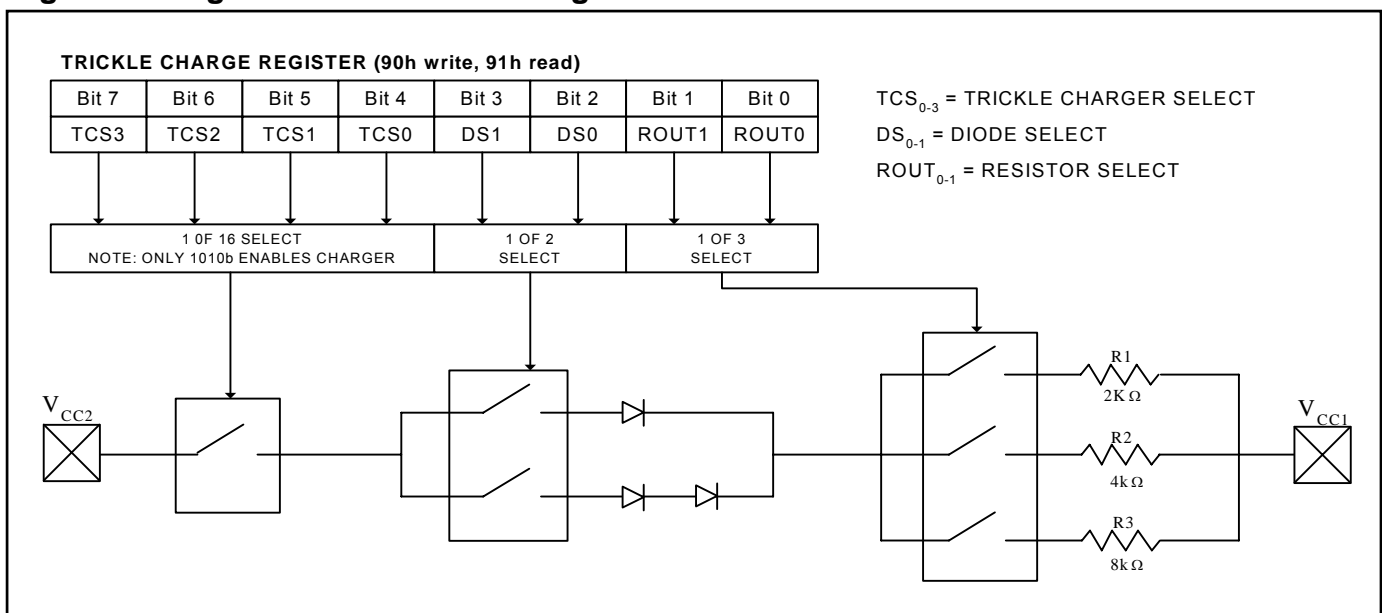 TRICKLE CHARGE REGISTER (90h write, 91h read)
Bit 7 Bit 6 Bit 5 Bit 4 Bit 3 Bit 2 Bit 1 Bit 0
TCS3 TCS2 TCS1 TCS0 DS1 DS0 ROUT1 ROUT0
TCS0-3 = TRICKLE CHARGER SELECT
DS0-1 = DIODE SELECT
ROUT0-1 = RESISTOR SELECT
1 0F 16 SELECT
NOTE: ONLY 1010b ENABLES CHARGER
1 OF 2
SELECT
1 OF 3
SELECT
VCC2
R1
2KΩ
R2
4kΩ
R3
8kΩ
VCC1